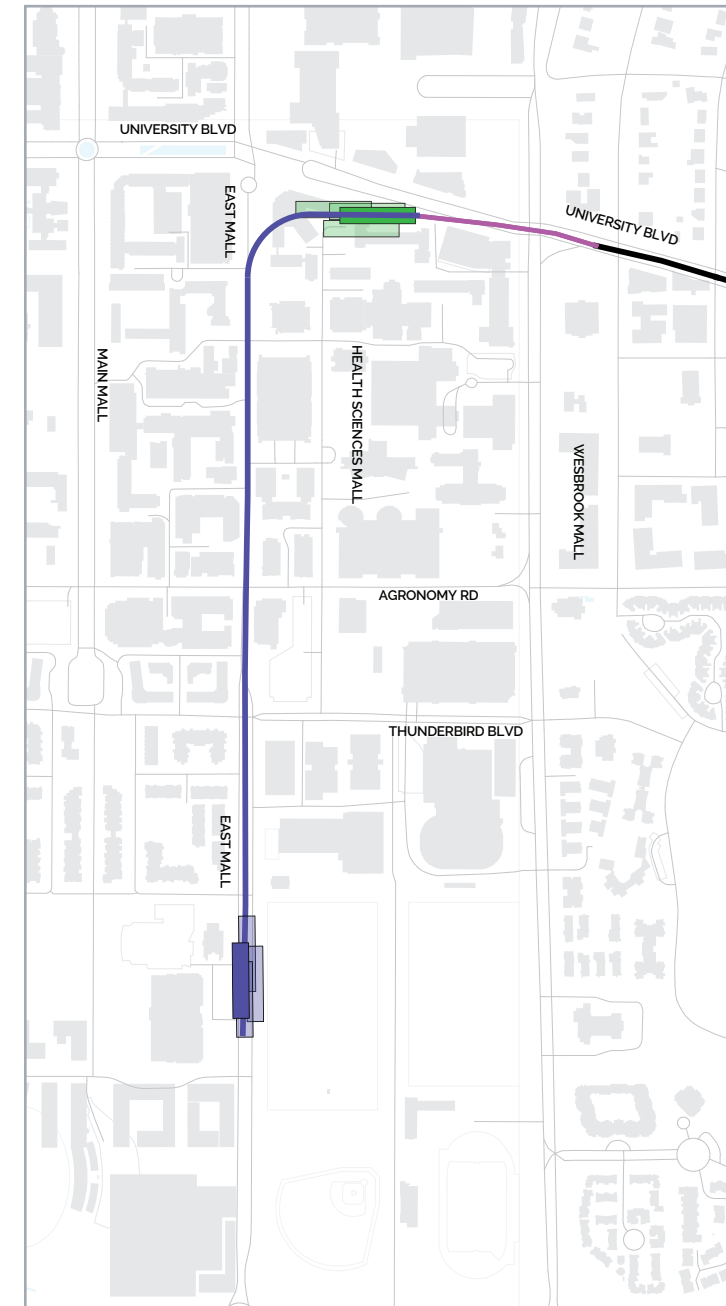 UNIVERSITY BLVD
EAST MALL
UNIVERSITY BLVD
MAIN MALL
HEALTH SCIENCES MALL
WESBROOK MALL
AGRONOMY RD
THUNDERBIRD BLVD
EAST MALL